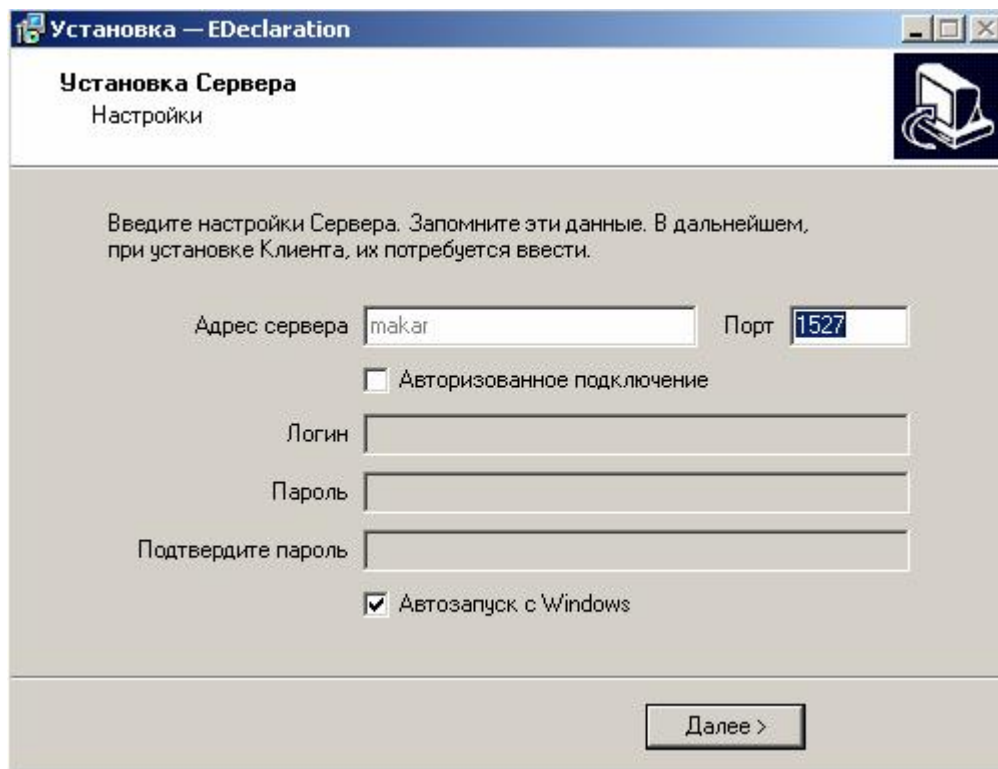 Установка — EDeclaration
Установка Сервера
Настройки
Введите настройки Сервера. Запомните эти данные. В дальнейшем,
при установке Клиента, их потребуется ввести.
Адрес сервера makar Порт 1527
Авторизованное подключение
Логин
Пароль
Подтвердите пароль
Автозапуск с Windows
Далее >